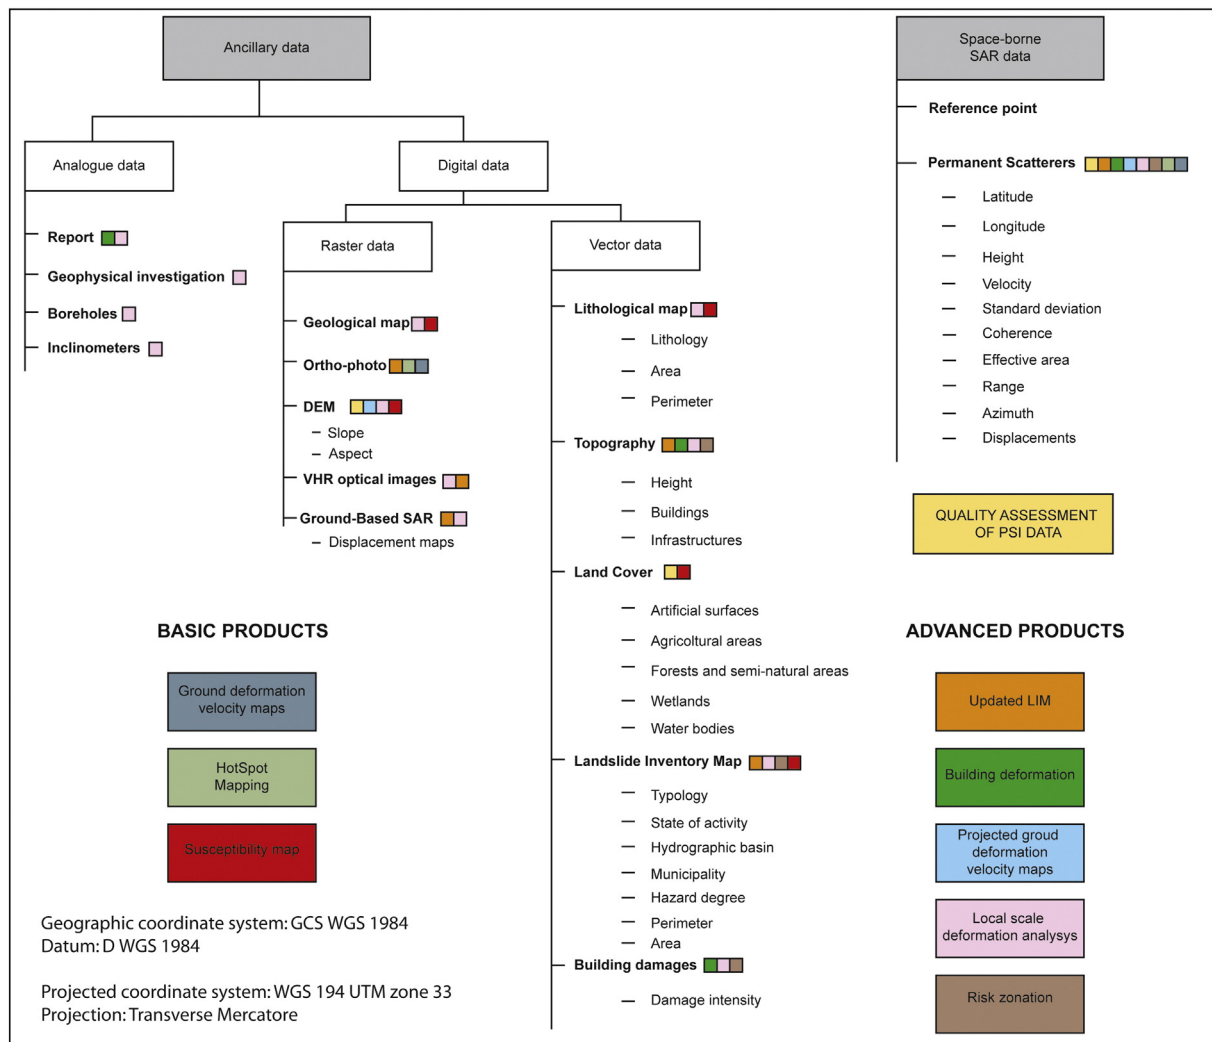 Ancillary data
Space-borne
SAR data
Analogue data
Digital data
Report
Geophysical investigation
Boreholes
Inclinometers
Raster data
Geological map
Ortho-photo
DEM
Slope
Aspect
VHR optical images
Ground-Based SAR
Displacement maps
Vector data
Lithological map
Lithology
Area
Perimeter
Topography
Height
Buildings
Infrastructures
Land Cover
Artificial surfaces
Agricoltural areas
Forests and semi-natural areas
Wetlands
Water bodies
Landslide Inventory Map
Typology
State of activity
Hydrographic basin
Municipality
Hazard degree
Perimeter
Area
Building damages
Damage intensity
Reference point
Permanent Scatterers
Latitude
Longitude
Height
Velocity
Standard deviation
Coherence
Effective area
Range
Azimuth
Displacements
QUALITY ASSESSMENT
OF PSI DATA
BASIC PRODUCTS
Ground deformation
velocity maps
HotSpot
Mapping
Susceptibility map
ADVANCED PRODUCTS
Updated LIM
Building deformation
Projected groud
deformation
velocity maps
Local scale
deformation analysys
Risk zonation
Geographic coordinate system: GCS WGS 1984
Datum: D WGS 1984
Projected coordinate system: WGS 194 UTM zone 33
Projection: Transverse Mercatore